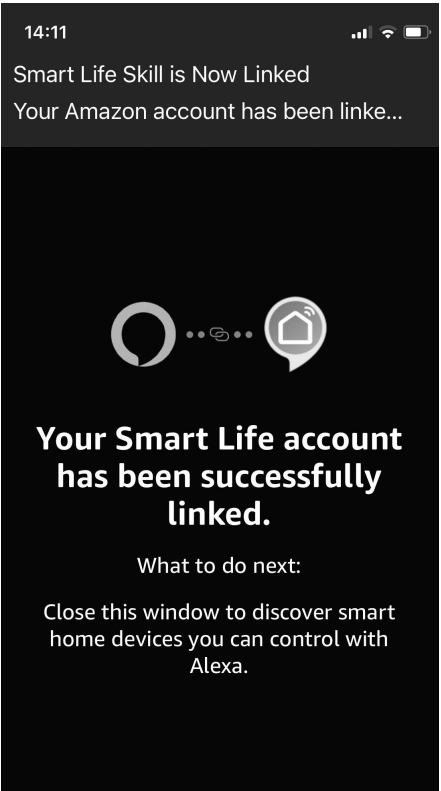 14:11
Smart Life Skill is Now Linked
Your Amazon account has been linke...
Your Smart Life account
has been successfully
linked.
What to do next:
Close this window to discover smart
home devices you can control with
Alexa.